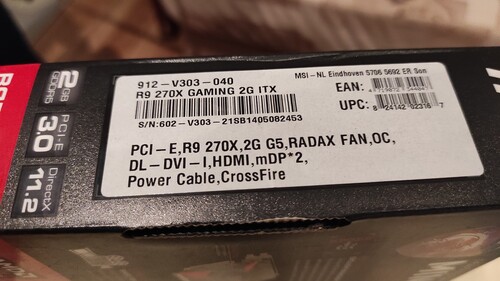 912-V303-040
R9 270X GAMING 2G ITX
S/N:602-V303-21SB1405082453
MSI-NL Eindhoven 5706 5692 ER Son
EAN:
UPC:
PCI-E,R9 270X,2G G5,RADAX FAN,OC,
DL-DVI-I,HDMI,mDP*2,
Power Cable,CrossFire
2GB
GDDR5
PCI-E
3.0
DirectX
11.2